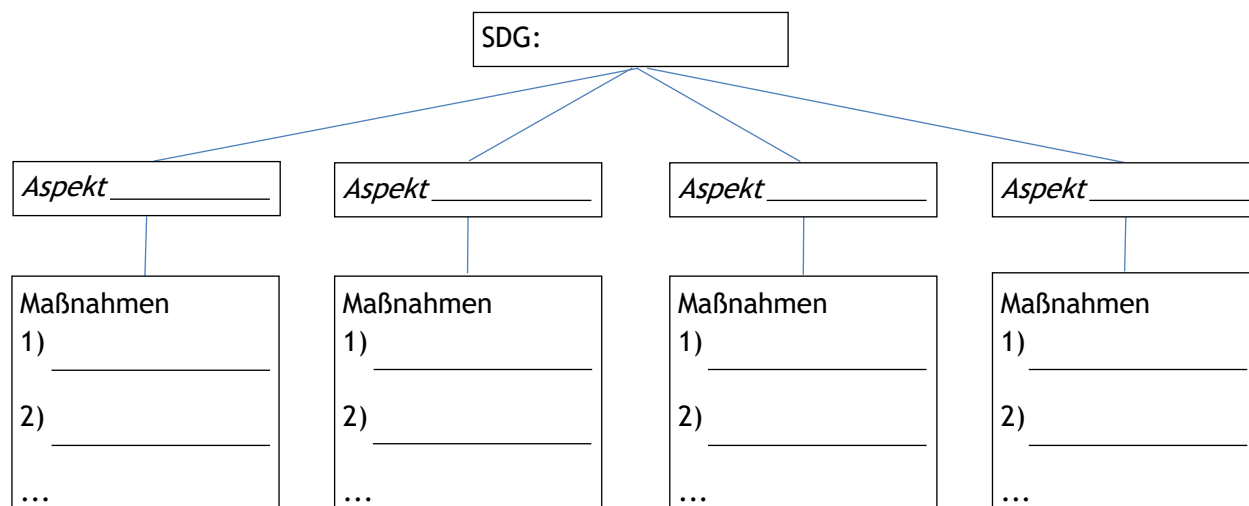 SDG:
Aspekt
Aspekt
Aspekt
Aspekt
Maßnahmen
1)
2)
...
Maßnahmen
1)
2)
...
Maßnahmen
1)
2)
...
Maßnahmen
1)
2)
...